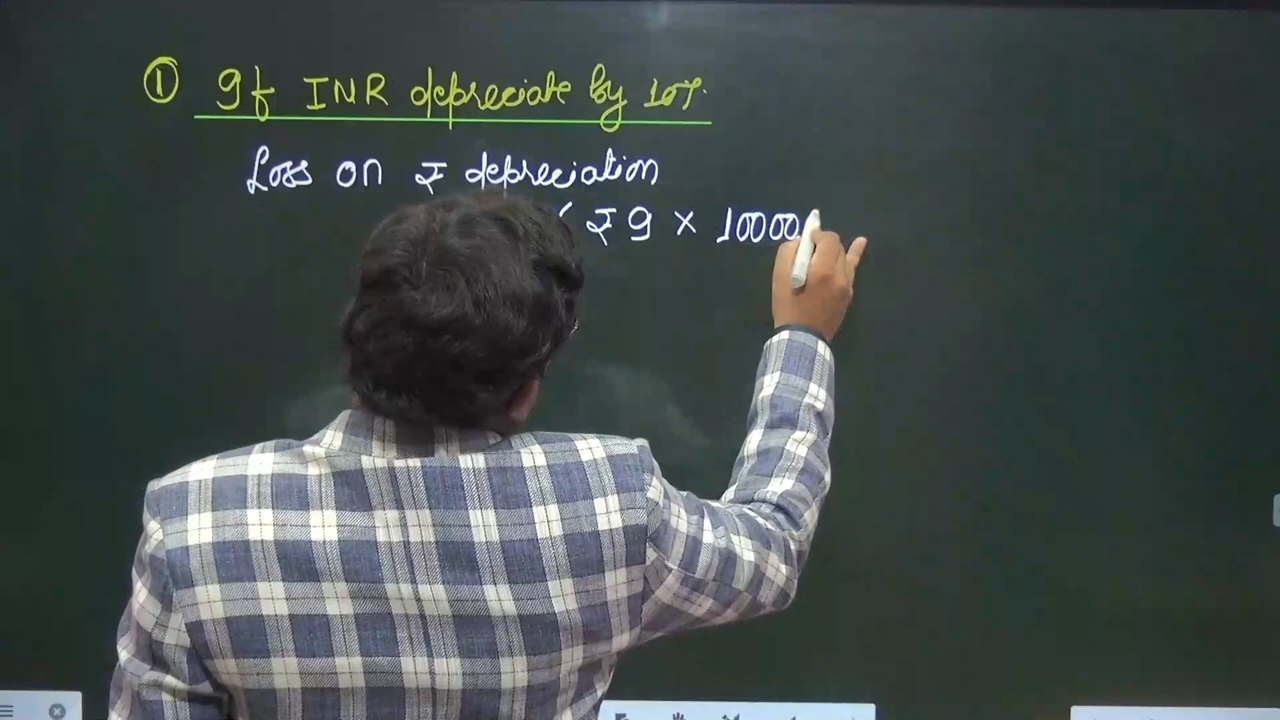 ① If INR depreciate by 10%.
Loss on ₹ depreciation
( ₹ 9 × 10000